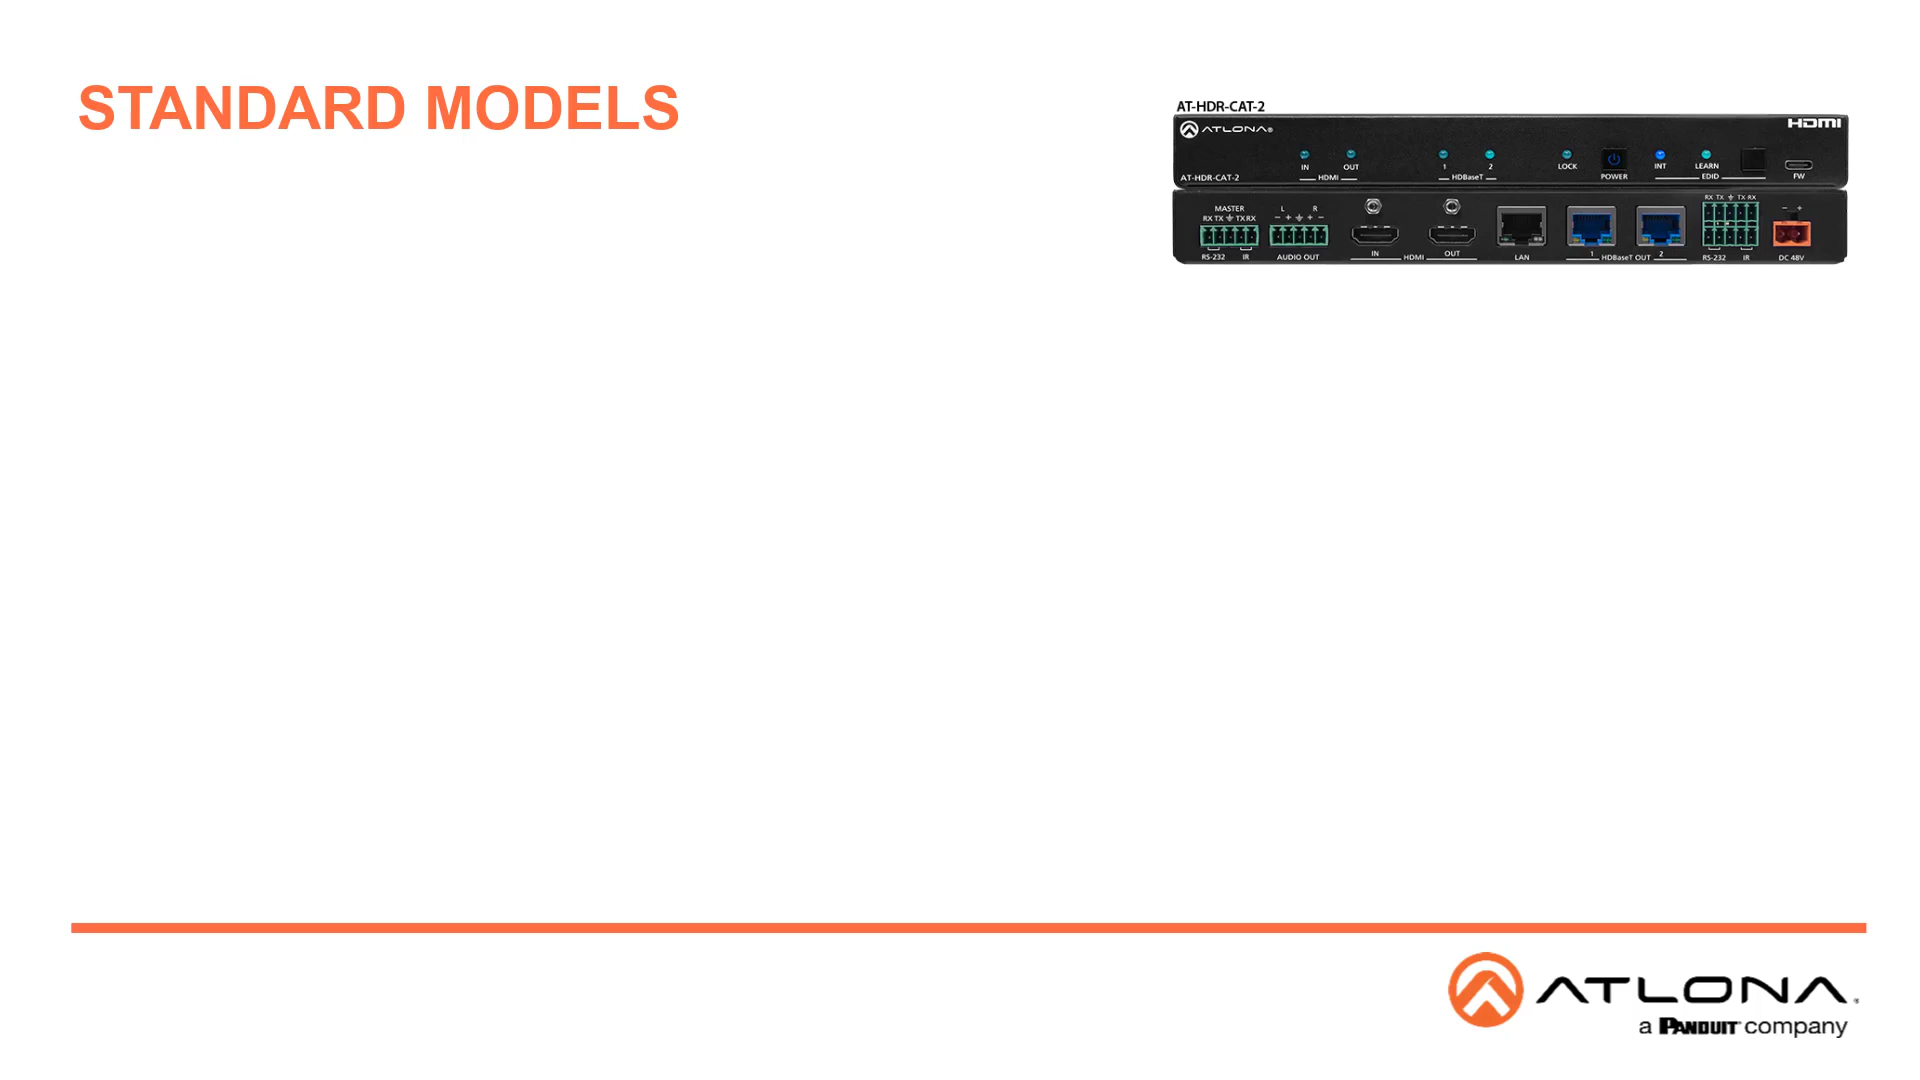 STANDARD MODELS
AT-HDR-CAT-2
ATLONA®
HDMI
IN OUT
HDMI
1 2
HDBaseT
LOCK
POWER
INT LEARN
EDID
FW
AT-HDR-CAT-2
MASTER
RX TX TX RX
RS-232 IR
L R
− + + −
AUDIO OUT
IN HDMI OUT
LAN
1 HDBaseT OUT 2
RX TX TX RX
RS-232 IR
− +
DC 48V
ATLONA®
a PANDUIT company